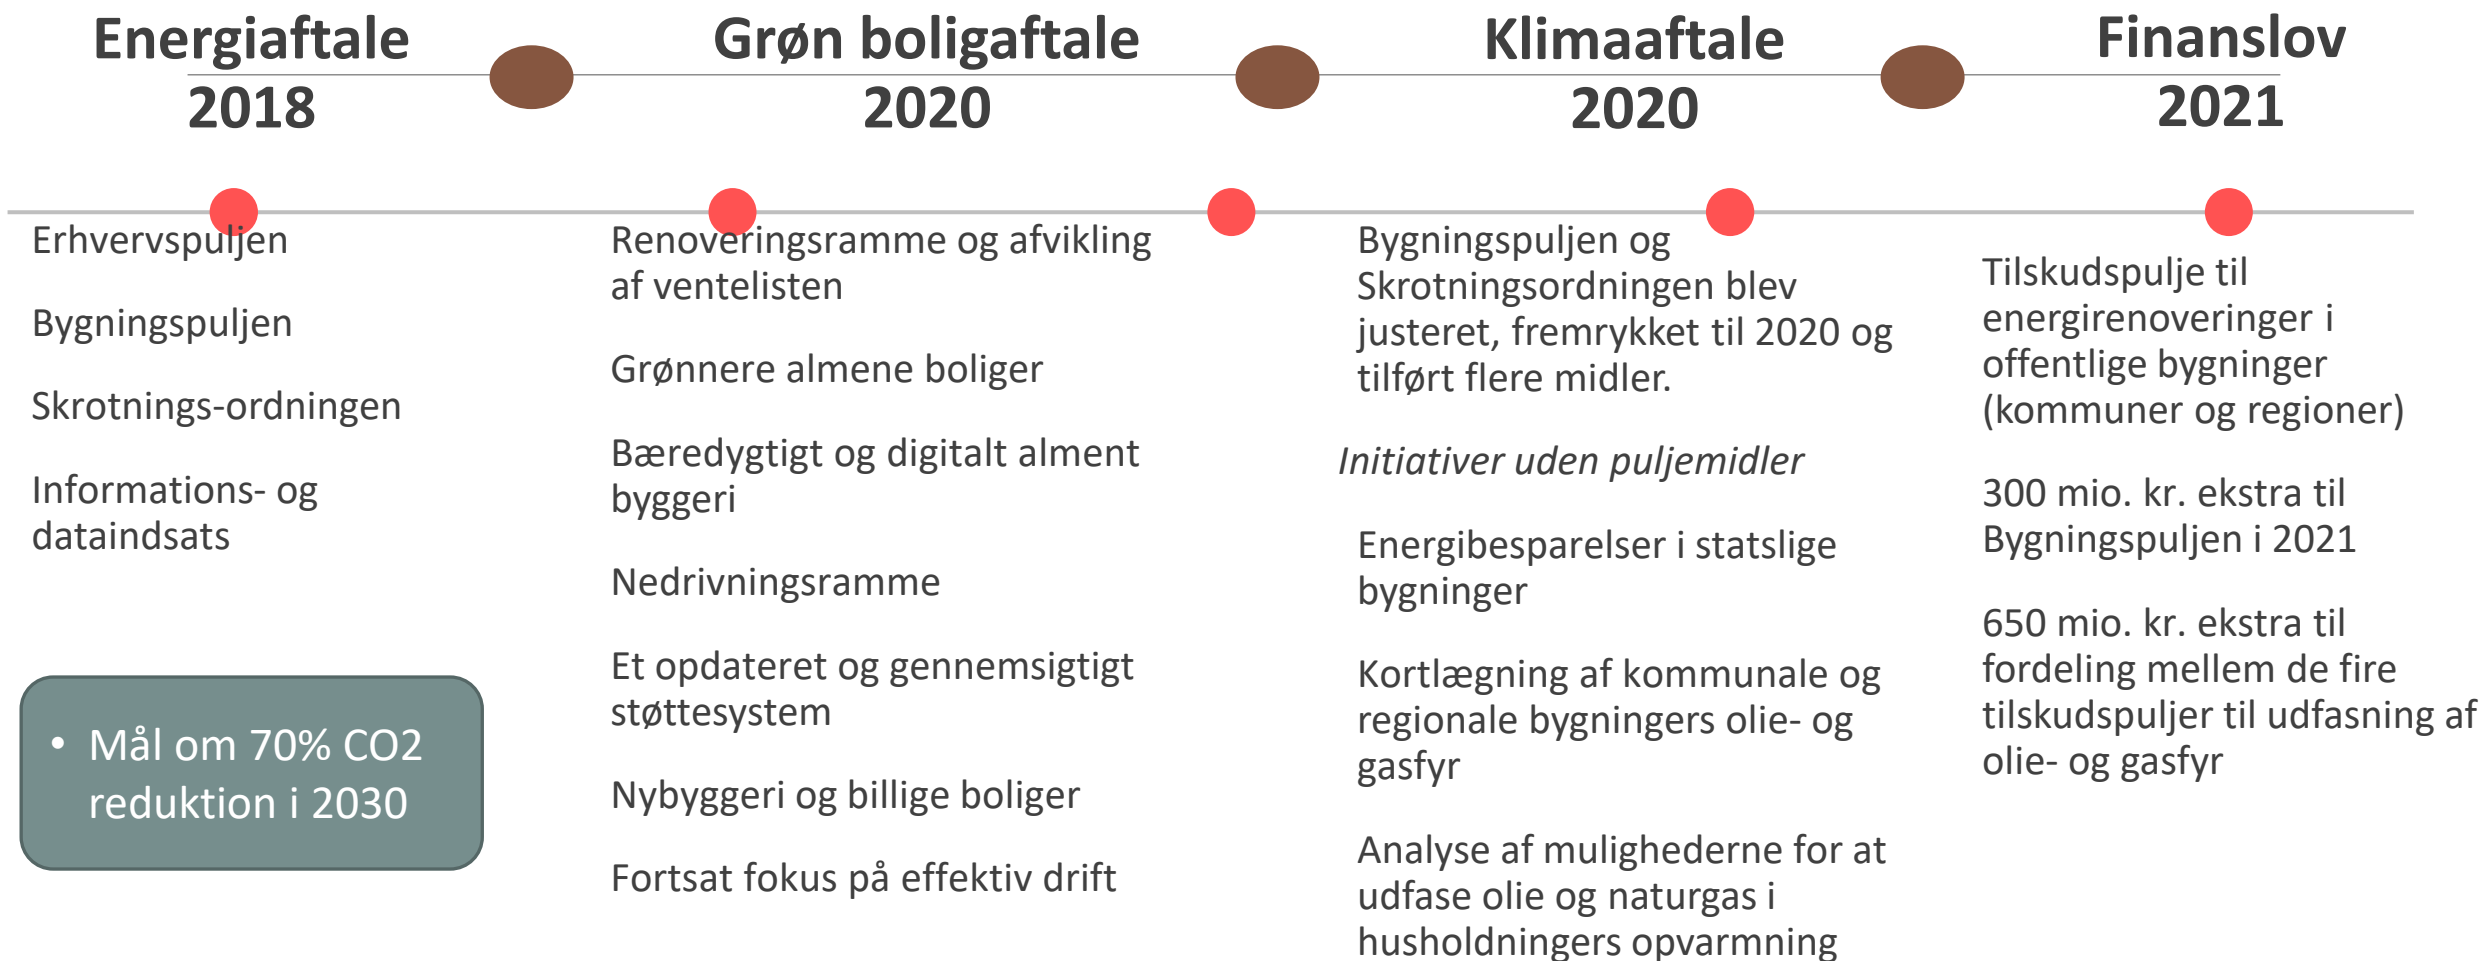 Energiaftale
2018
Grøn boligaftale
2020
Klimaaftale
2020
Finanslov
2021
Erhvervspuljen
Bygningspuljen
Skrotnings-ordningen
Informations- og
dataindsats
• Mål om 70% CO2
reduktion i 2030
Renoveringsramme og afvikling
af ventelisten
Grønnere almene boliger
Bæredygtigt og digitalt alment
byggeri
Nedrivningsramme
Et opdateret og gennemsigtigt
støttesystem
Nybyggeri og billige boliger
Fortsat fokus på effektiv drift
Bygningspuljen og
Skrotningsordningen blev
justeret, fremrykket til 2020 og
tilført flere midler.
Initiativer uden puljemidler
Energibesparelser i statslige
bygninger
Kortlægning af kommunale og
regionale bygningers olie- og
gasfyr
Analyse af mulighederne for at
udfase olie og naturgas i
husholdningers opvarmning
Tilskudspulje til
energirenoveringer i
offentlige bygninger
(kommuner og regioner)
300 mio. kr. ekstra til
Bygningspuljen i 2021
650 mio. kr. ekstra til
fordeling mellem de fire
tilskudspuljer til udfasning af
olie- og gasfyr